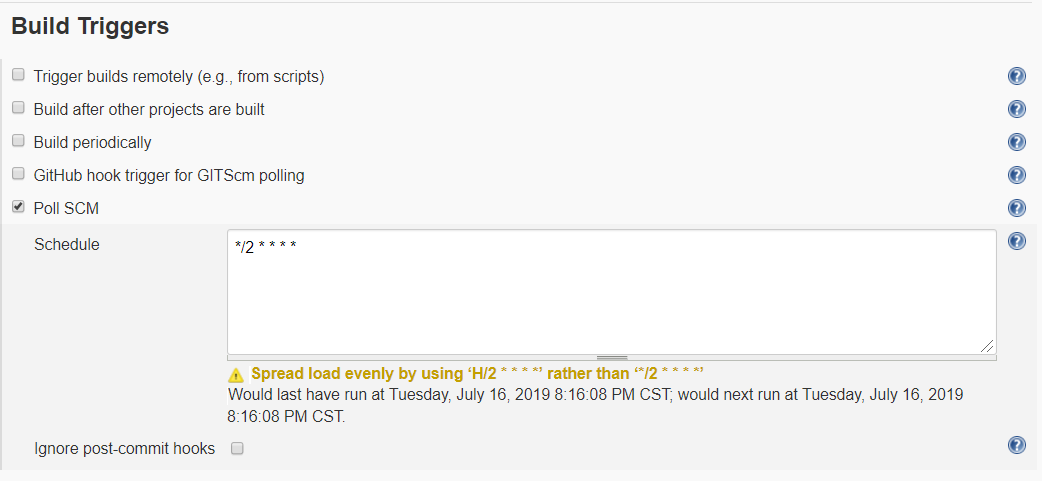 Build Triggers
Trigger builds remotely (e.g., from scripts)
Build after other projects are built
Build periodically
GitHub hook trigger for GITScm polling
Poll SCM
Schedule
*/2 * * * *
Spread load evenly by using ‘H/2 * * * *’ rather than ‘*/2 * * * *’
Would last have run at Tuesday, July 16, 2019 8:16:08 PM CST; would next run at Tuesday, July 16, 2019
8:16:08 PM CST.
Ignore post-commit hooks